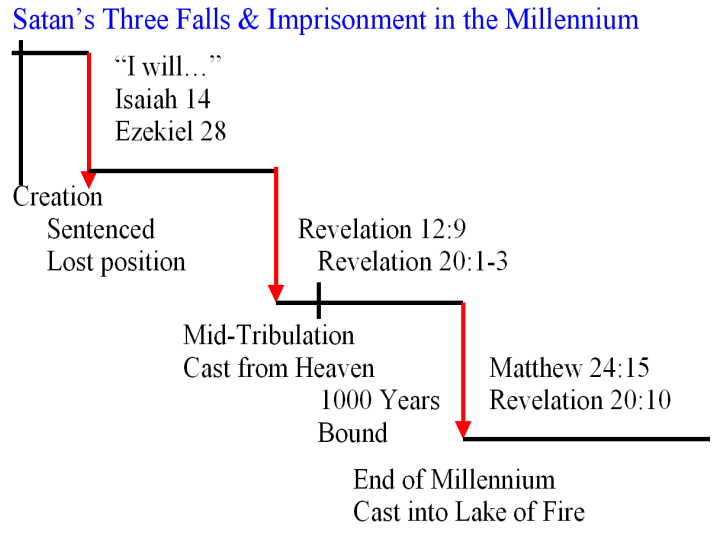 Satan's Three Falls & Imprisonment in the Millennium
“I will…”
Isaiah 14
Ezekiel 28
Creation
Sentenced
Lost position
Revelation 12:9
Revelation 20:1-3
Mid-Tribulation
Cast from Heaven
1000 Years
Bound
Matthew 24:15
Revelation 20:10
End of Millennium
Cast into Lake of Fire